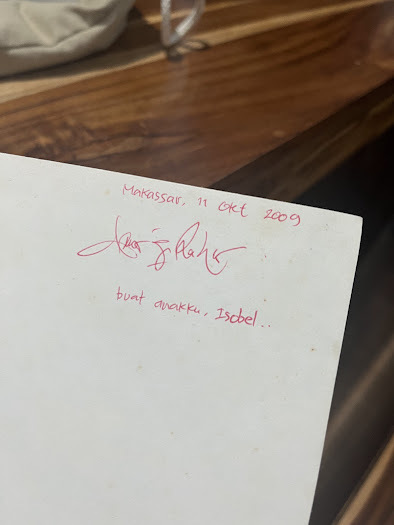 Makassar, 11 Okt 2009
buat anakku, Isobel..